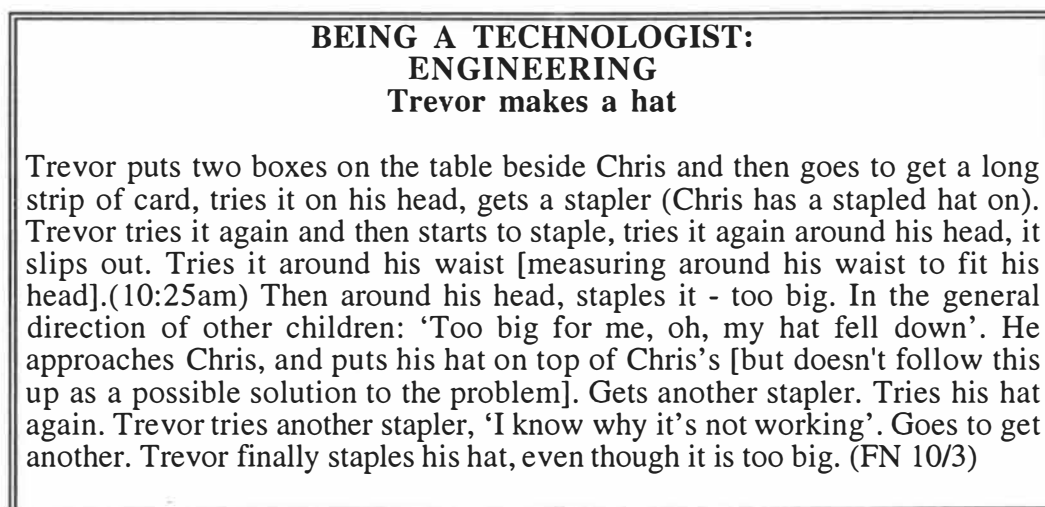 BEING A TECHNOLOGIST:
ENGINEERING
Trevor makes a hat
Trevor puts two boxes on the table beside Chris and then goes to get a long
strip of card, tries it on his head, gets a stapler (Chris has a stapled hat on).
Trevor tries it again and then starts to staple, tries it again around his head, it
slips out. Tries it around his waist [measuring around his waist to fit his
head].(10:25am) Then around his head, staples it - too big. In the general
direction of other children: ‘Too big for me, oh, my hat fell down’. He
approaches Chris, and puts his hat on top of Chris's [but doesn't follow this
up as a possible solution to the problem]. Gets another stapler. Tries his hat
again. Trevor tries another stapler, ‘I know why it’s not working’. Goes to get
another. Trevor finally staples his hat, even though it is too big. (FN 10/3)